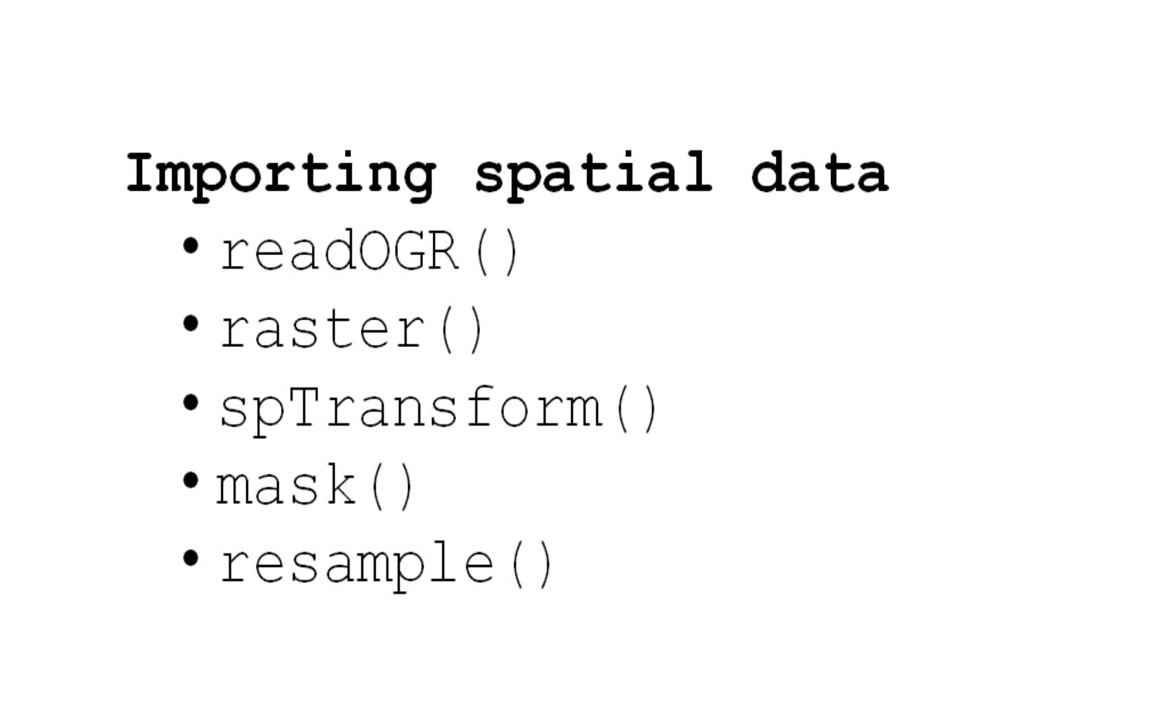 Importing spatial data
• readOGR()
• raster()
• spTransform()
• mask()
• resample()